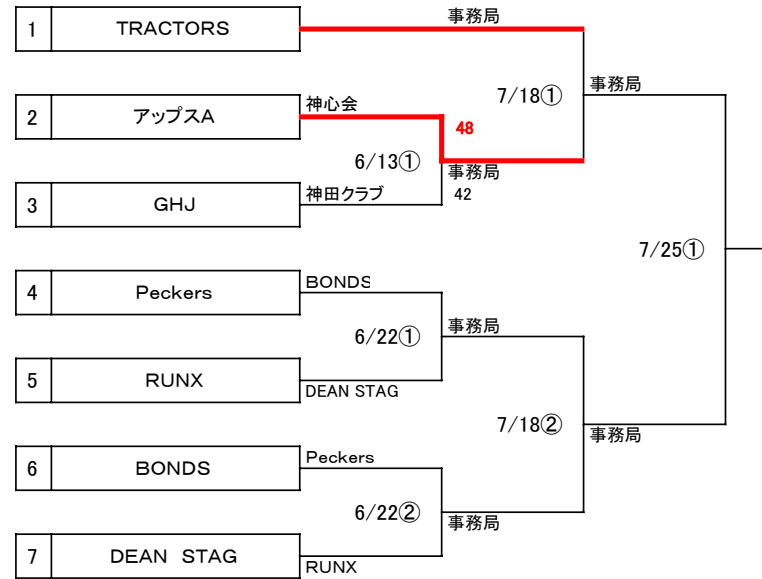 事務局
1 TRACTORS
7/18① 事務局
2 アップスA 神心会
48
6/13① 事務局
3 GHJ 神田クラブ 42
7/25①
4 Peckers BONDS
6/22① 事務局
5 RUNX DEAN STAG
7/18② 事務局
6 BONDS Peckers
6/22② 事務局
7 DEAN STAG RUNX